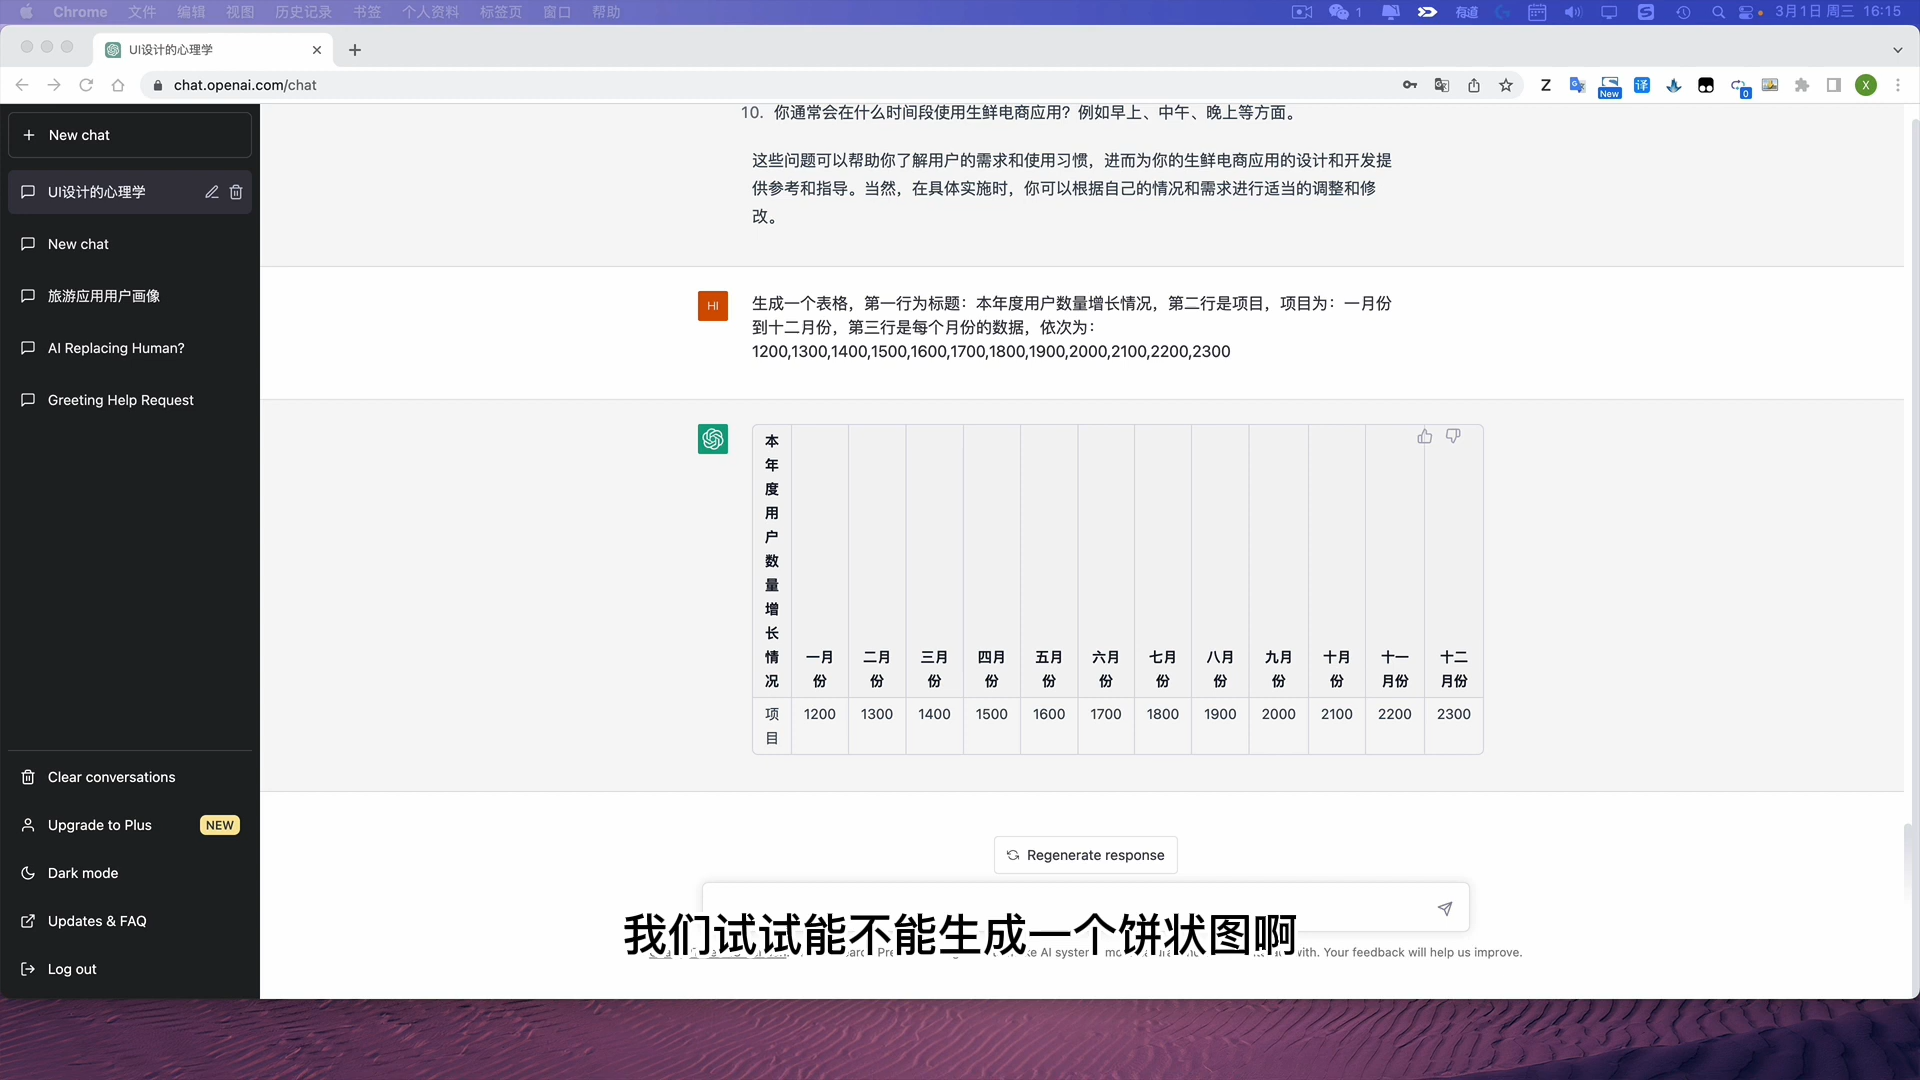 Chrome 文件 编辑 视图 历史记录 书签 个人资料 标签页 窗口 帮助
1 有道 3月1日 周三 16:15
UI设计的心理学
chat.openai.com/chat
Z New 译 0 X
New chat
UI设计的心理学
New chat
旅游应用用户画像
AI Replacing Human?
Greeting Help Request
Clear conversations
Upgrade to Plus NEW
Dark mode
Updates & FAQ
Log out
10. 你通常会在什么时间段使用生鲜电商应用？例如早上、中午、晚上等方面。
这些问题可以帮助你了解用户的需求和使用习惯，进而为你的生鲜电商应用的设计和开发提
供参考和指导。当然，在具体实施时，你可以根据自己的情况和需求进行适当的调整和修
改。
HI
生成一个表格，第一行为标题：本年度用户数量增长情况，第二行是项目，项目为：一月份
到十二月份，第三行是每个月份的数据，依次为：
1200,1300,1400,1500,1600,1700,1800,1900,2000,2100,2200,2300
本年度用户数量增长情况 一月份 二月份 三月份 四月份 五月份 六月份 七月份 八月份 九月份 十月份 十一月份 十二月份
项目 1200 1300 1400 1500 1600 1700 1800 1900 2000 2100 2200 2300
Regenerate response
我们试试能不能生成一个饼状图啊
with. Your feedback will help us improve.